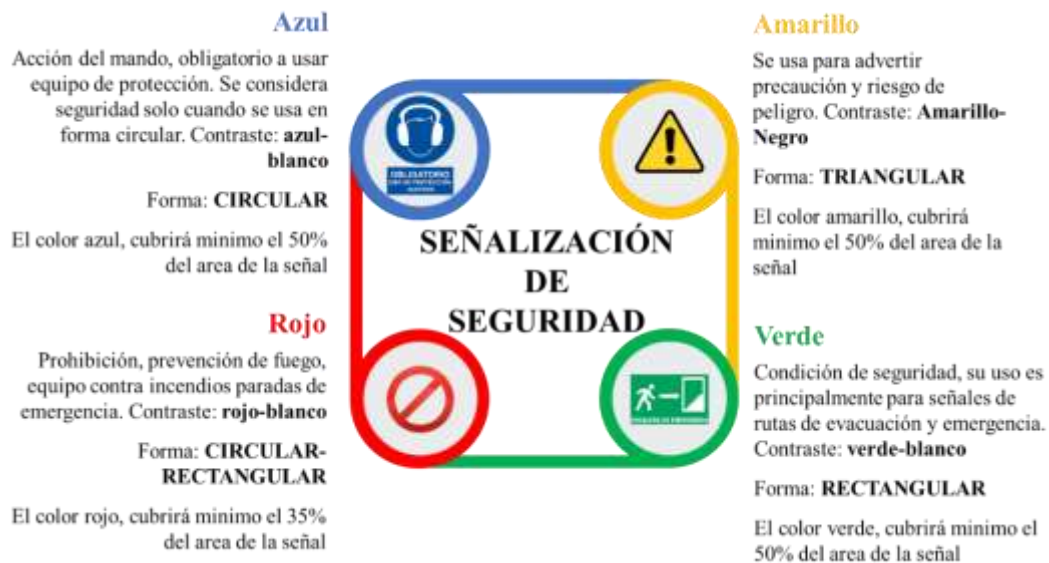 Azul
Acción del mando, obligatorio a usar
equipo de protección. Se considera
seguridad solo cuando se usa en
forma circular. Contraste: azul-
blanco
Forma: CIRCULAR
El color azul, cubrirá minimo el 50%
del area de la señal
Rojo
Prohibición, prevención de fuego,
equipo contra incendios paradas de
emergencia. Contraste: rojo-blanco
Forma: CIRCULAR-
RECTANGULAR
El color rojo, cubrirá minimo el 35%
del area de la señal
OBLIGATORIO
SEÑALIZACIÓN
DE
SEGURIDAD
Amarillo
Se usa para advertir
precaución y riesgo de
peligro. Contraste: Amarillo-
Negro
Forma: TRIANGULAR
El color amarillo, cubrirá
minimo el 50% del area de la
señal
Verde
Condición de seguridad, su uso es
principalmente para señales de
rutas de evacuación y emergencia.
Contraste: verde-blanco
Forma: RECTANGULAR
El color verde, cubrirá minimo el
50% del area de la señal